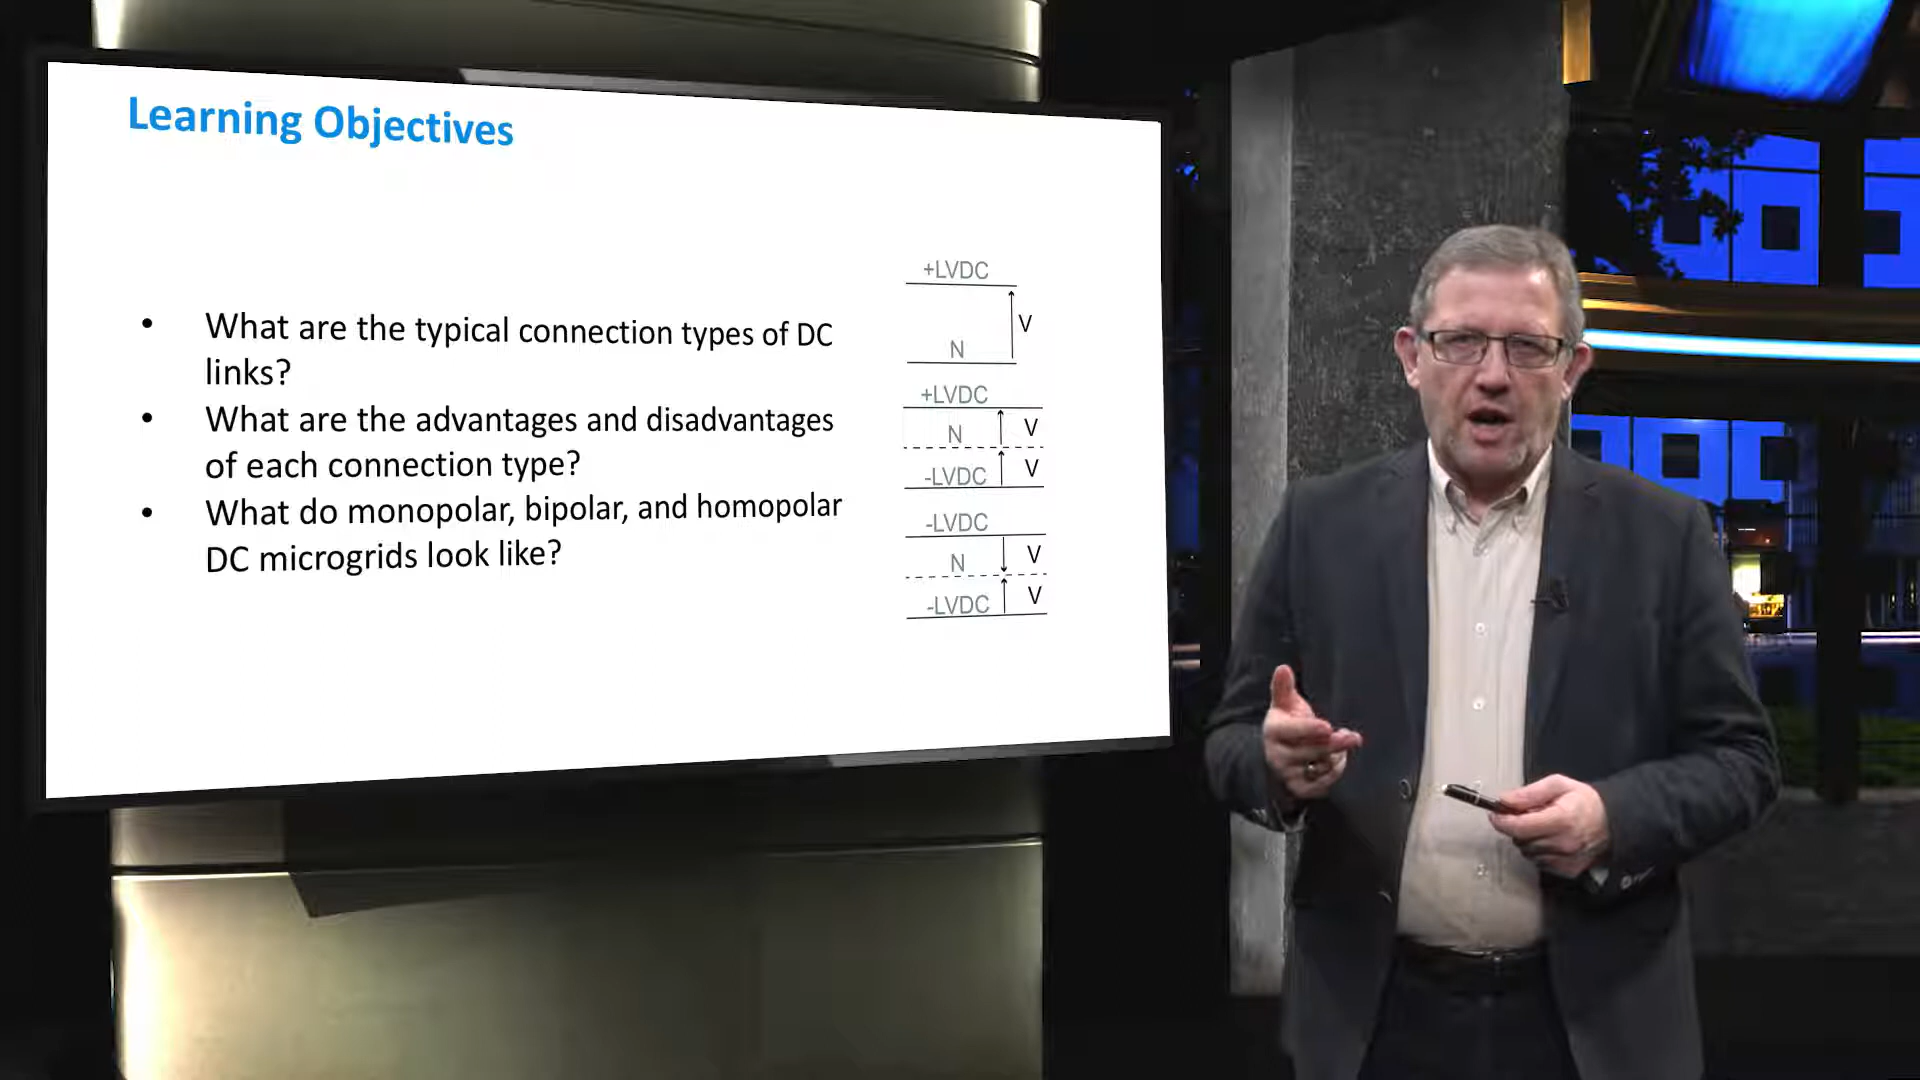 Learning Objectives
• What are the typical connection types of DC
links?
• What are the advantages and disadvantages
of each connection type?
• What do monopolar, bipolar, and homopolar
DC microgrids look like?
+LVDC
V
N
+LVDC
N V
-LVDC V
-LVDC
N V
-LVDC V